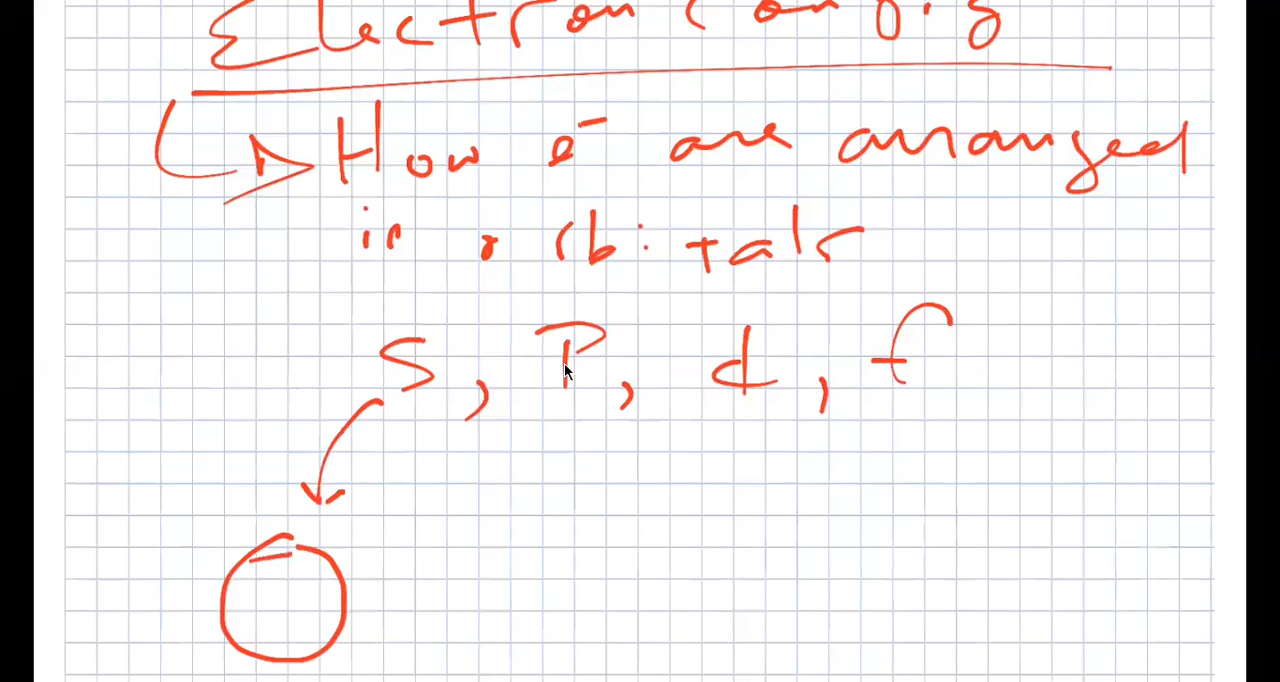 Electron Config
How e⁻ are arranged
in orbitals
s, p, d, f